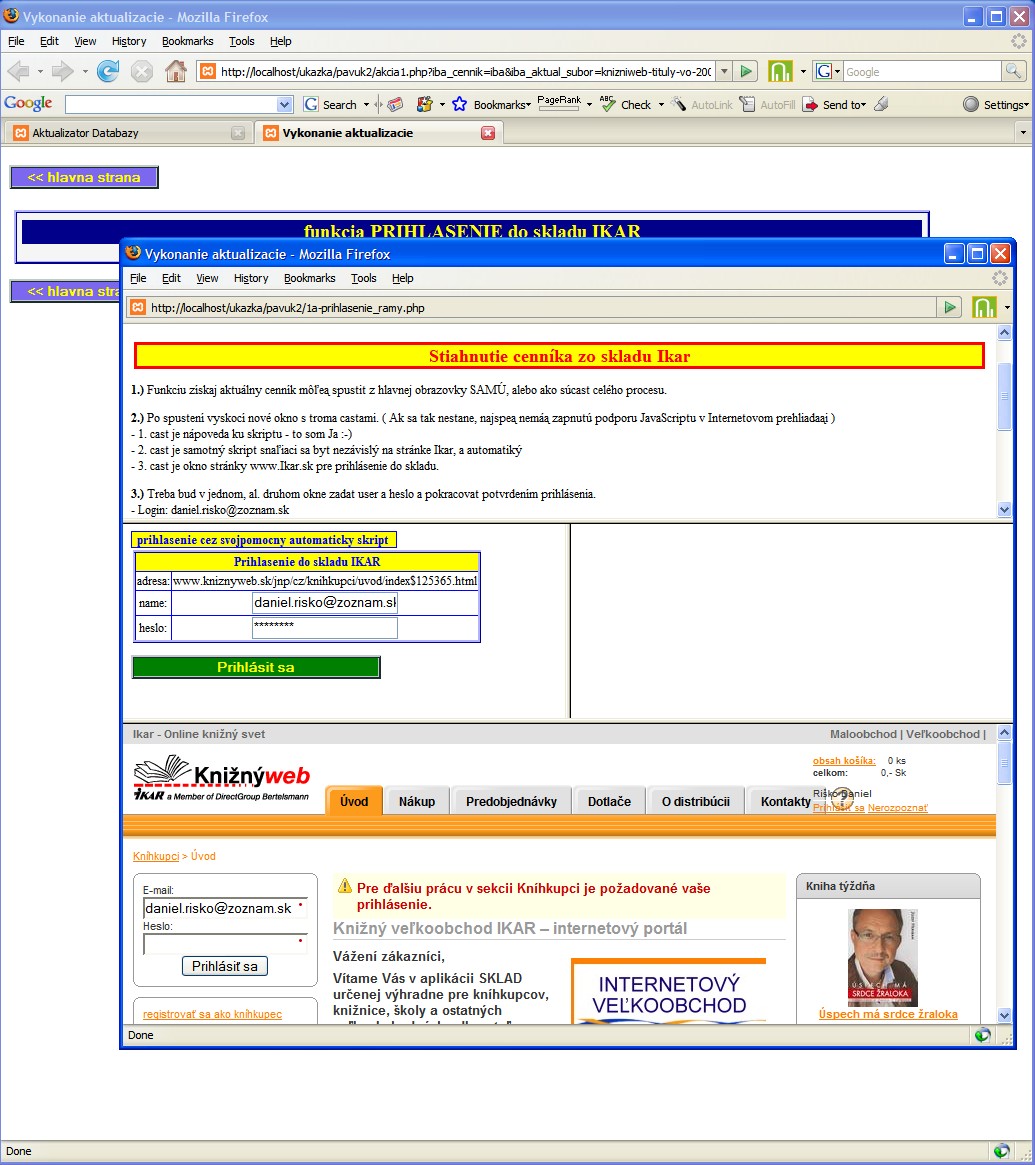 Vykonanie aktualizacie - Mozilla Firefox
File Edit View History Bookmarks Tools Help
http://localhost/ukazka/pavuk2/akcia1.php?iba_cennik=iba&iba_aktual_subor=knizniweb-tituly-vo-200
Google
Google Search Bookmarks PageRank ABC Check AutoLink AutoFill Send to Settings
Aktualizator Databazy Vykonanie aktualizacie
<< hlavna strana
funkcia PRIHLASENIE do skladu IKAR
<< hlavna stra
Vykonanie aktualizacie - Mozilla Firefox
File Edit View History Bookmarks Tools Help
http://localhost/ukazka/pavuk2/1a-prihlasenie_ramy.php
Stiahnutie cenníka zo skladu Ikar
1.) Funkciu získaj aktuálny cennik môľeą spustit z hlavnej obrazovky SAMÚ, alebo ako súcast celého procesu.
2.) Po spusteni vyskoci nové okno s troma castami. ( Ak sa tak nestane, najspeą nemáą zapnutú podporu JavaScriptu v Internetovom prehliadaąi )
- 1. cast je nápoveda ku skriptu - to som Ja :-)
- 2. cast je samotný skript snaľiaci sa byt nezávislý na stránke Ikar, a automatiký
- 3. cast je okno stránky www.Ikar.sk pre prihlásenie do skladu.
3.) Treba bud v jednom, al. druhom okne zadat user a heslo a pokracovat potvrdením prihlásenia.
- Login: daniel.risko@zoznam.sk
prihlasenie cez svojpomocny automaticky skript
Prihlasenie do skladu IKAR
adresa: www.kniznyweb.sk/jnp/cz/knihkupci/uvod/index$125365.html
name: daniel.risko@zoznam.sk
heslo: ********
Prihlásit sa
Ikar - Online knižný svet Maloobchod | Veľkoobchod |
Knižnýweb
IKAR a Member of DirectGroup Bertelsmann
Úvod Nákup Predobjednávky Dotlače O distribúcii Kontakty ?
obsah košíka: 0 ks
celkom: 0,- Sk
Riško Daniel
Prihlásiť sa Nerozpoznať
Kníhkupci > Úvod
E-mail:
daniel.risko@zoznam.sk *
Heslo:
*
Prihlásiť sa
registrovať sa ako kníhkupec
Pre ďalšiu prácu v sekcii Kníhkupci je požadované vaše
prihlásenie.
Knižný veľkoobchod IKAR – internetový portál
Vážení zákazníci,
Vítame Vás v aplikácii SKLAD
určenej výhradne pre kníhkupcov,
knižnice, školy a ostatných
INTERNETOVÝ
VEĽKOOBCHOD
Kniha týždňa
ÚSPECH MÁ
SRDCE ŽRALOKA
Úspech má srdce žraloka
Done
Done